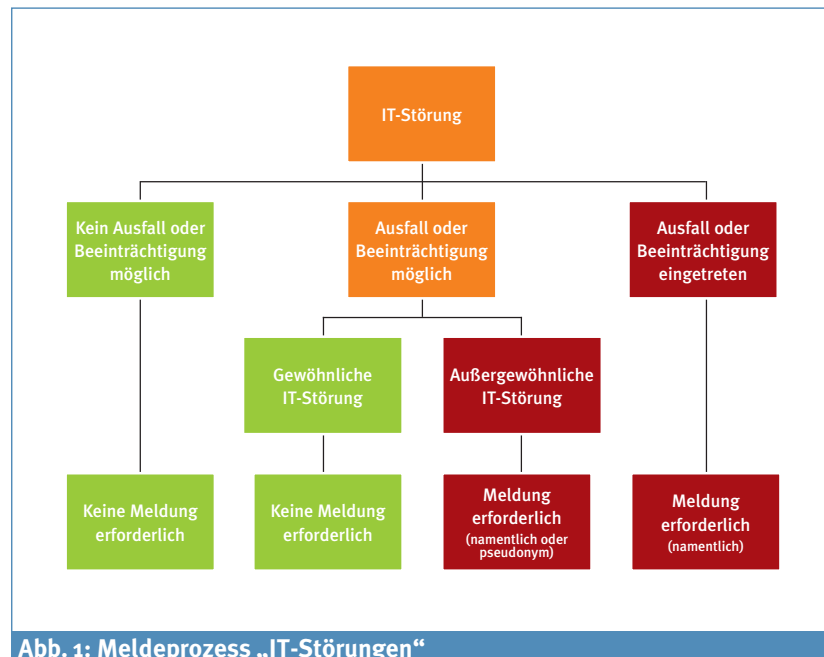 IT-Störung
Kein Ausfall oder
Beeinträchtigung
möglich
Ausfall oder
Beeinträchtigung
möglich
Ausfall oder
Beeinträchtigung
eingetreten
Gewöhnliche
IT-Störung
Außergewöhnliche
IT-Störung
Keine Meldung
erforderlich
Keine Meldung
erforderlich
Meldung
erforderlich
(namentlich oder
pseudonym)
Meldung
erforderlich
(namentlich)
Abb. 1: Meldeprozess „IT-Störungen“